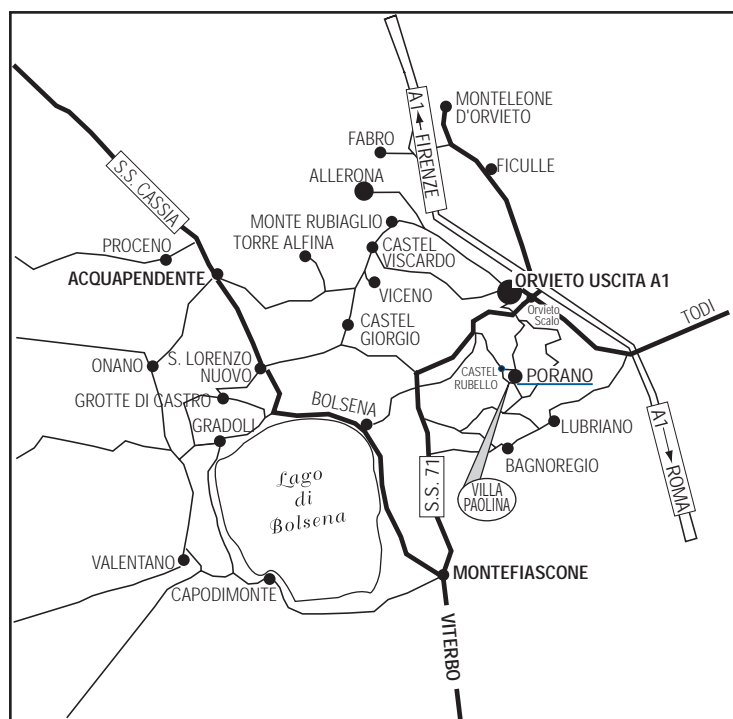 A1 FIRENZE
MONTELEONE
D'ORVIETO
FABRO
FICULLE
ALLERONA
S.S. CASSIA
MONTE RUBIAGLIO
PROCENO
TORRE ALFINA
CASTEL
VISCARDO
ACQUAPENDENTE
ORVIETO USCITA A1
VICENO
Orvieto
Scalo
TODI
CASTEL
GIORGIO
ONANO
S. LORENZO
NUOVO
CASTEL
RUBELLO
PORANO
GROTTE DI CASTRO
BOLSENA
GRADOLI
LUBRIANO
BAGNOREGIO
A1 ROMA
Lago
di
Bolsena
S.S. 71
VILLA
PAOLINA
VALENTANO
CAPODIMONTE
MONTEFIASCONE
VITERBO